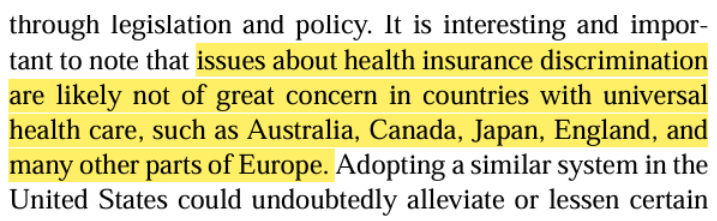 through legislation and policy. It is interesting and impor-
tant to note that issues about health insurance discrimination
are likely not of great concern in countries with universal
health care, such as Australia, Canada, Japan, England, and
many other parts of Europe. Adopting a similar system in the
United States could undoubtedly alleviate or lessen certain